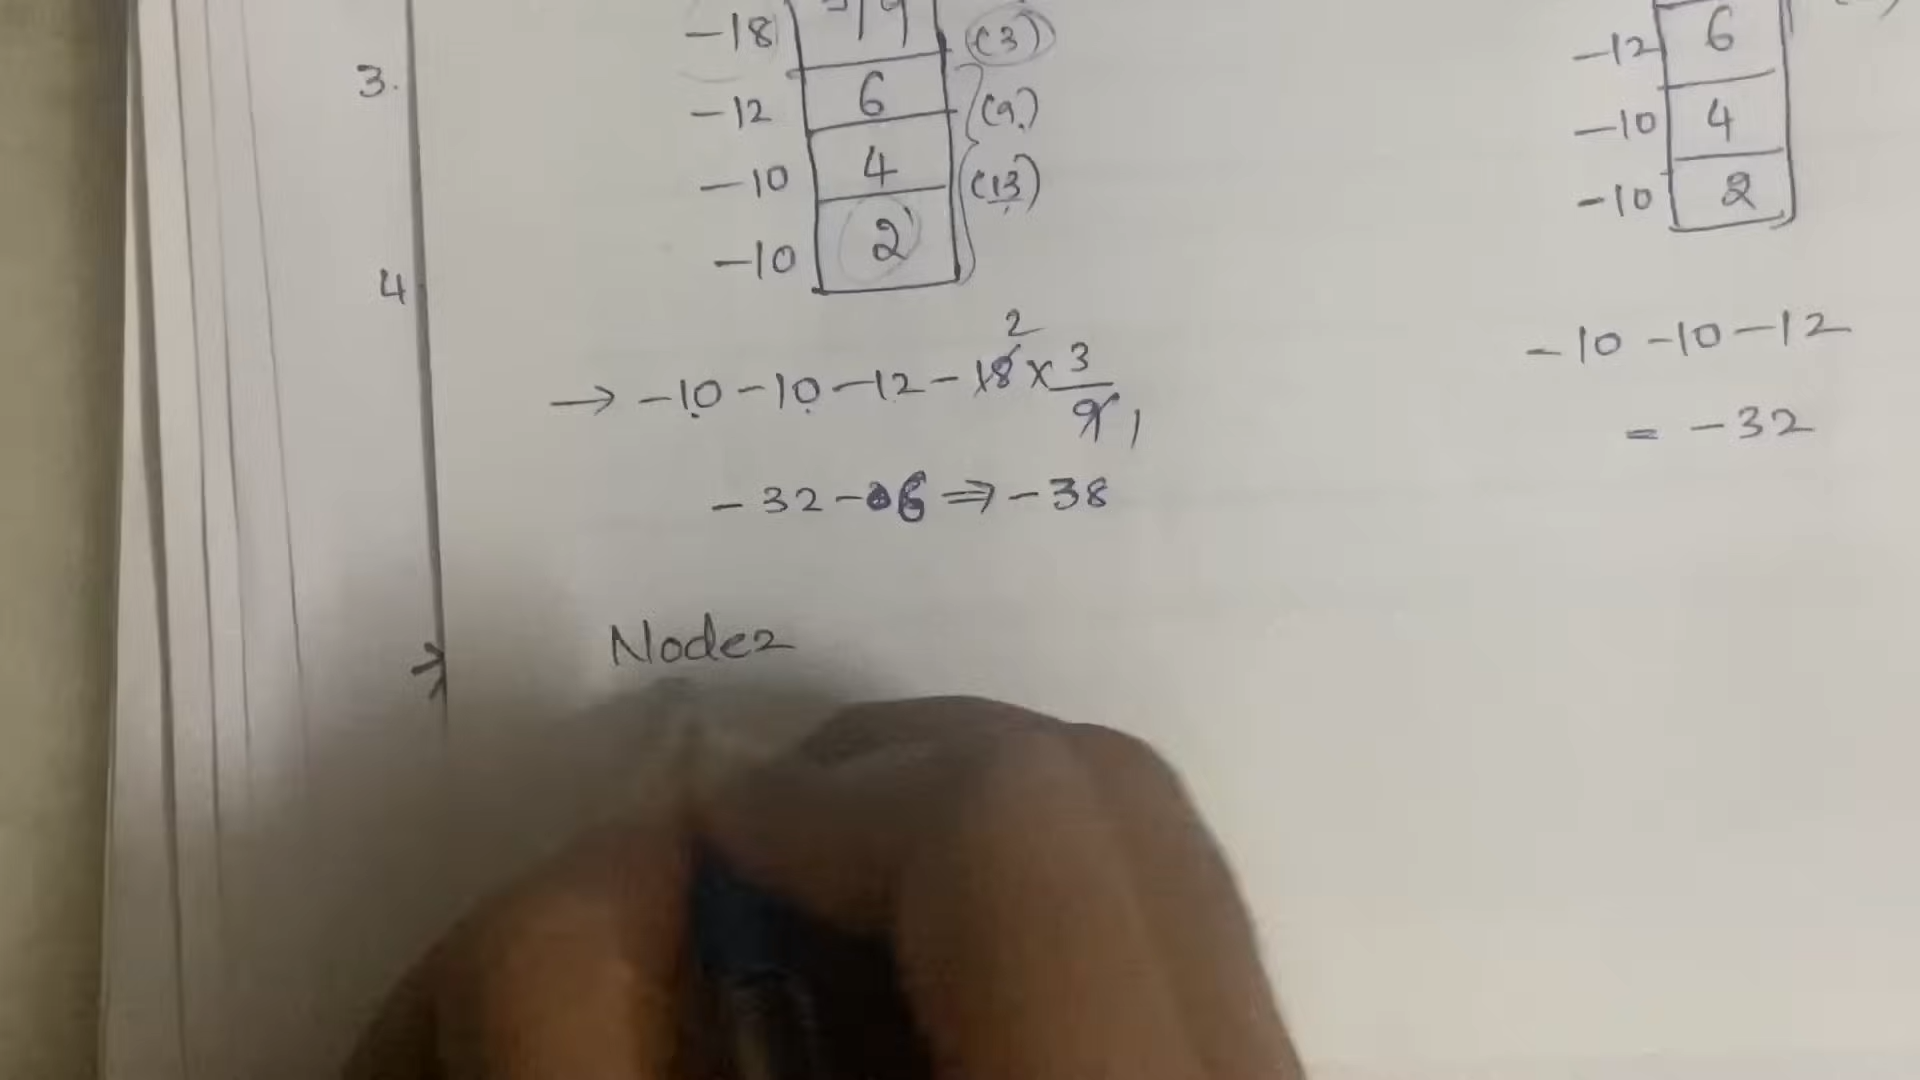 -18 (3)
3.
-12 6 (9)
-10 4 (13)
-10 2
4
-12 6
-10 4
-10 2
→ -10 -10 -12 - 18 x 3/9 2 1
-32 - 6 ⇒ -38
-10 -10 -12
= -32
Node2